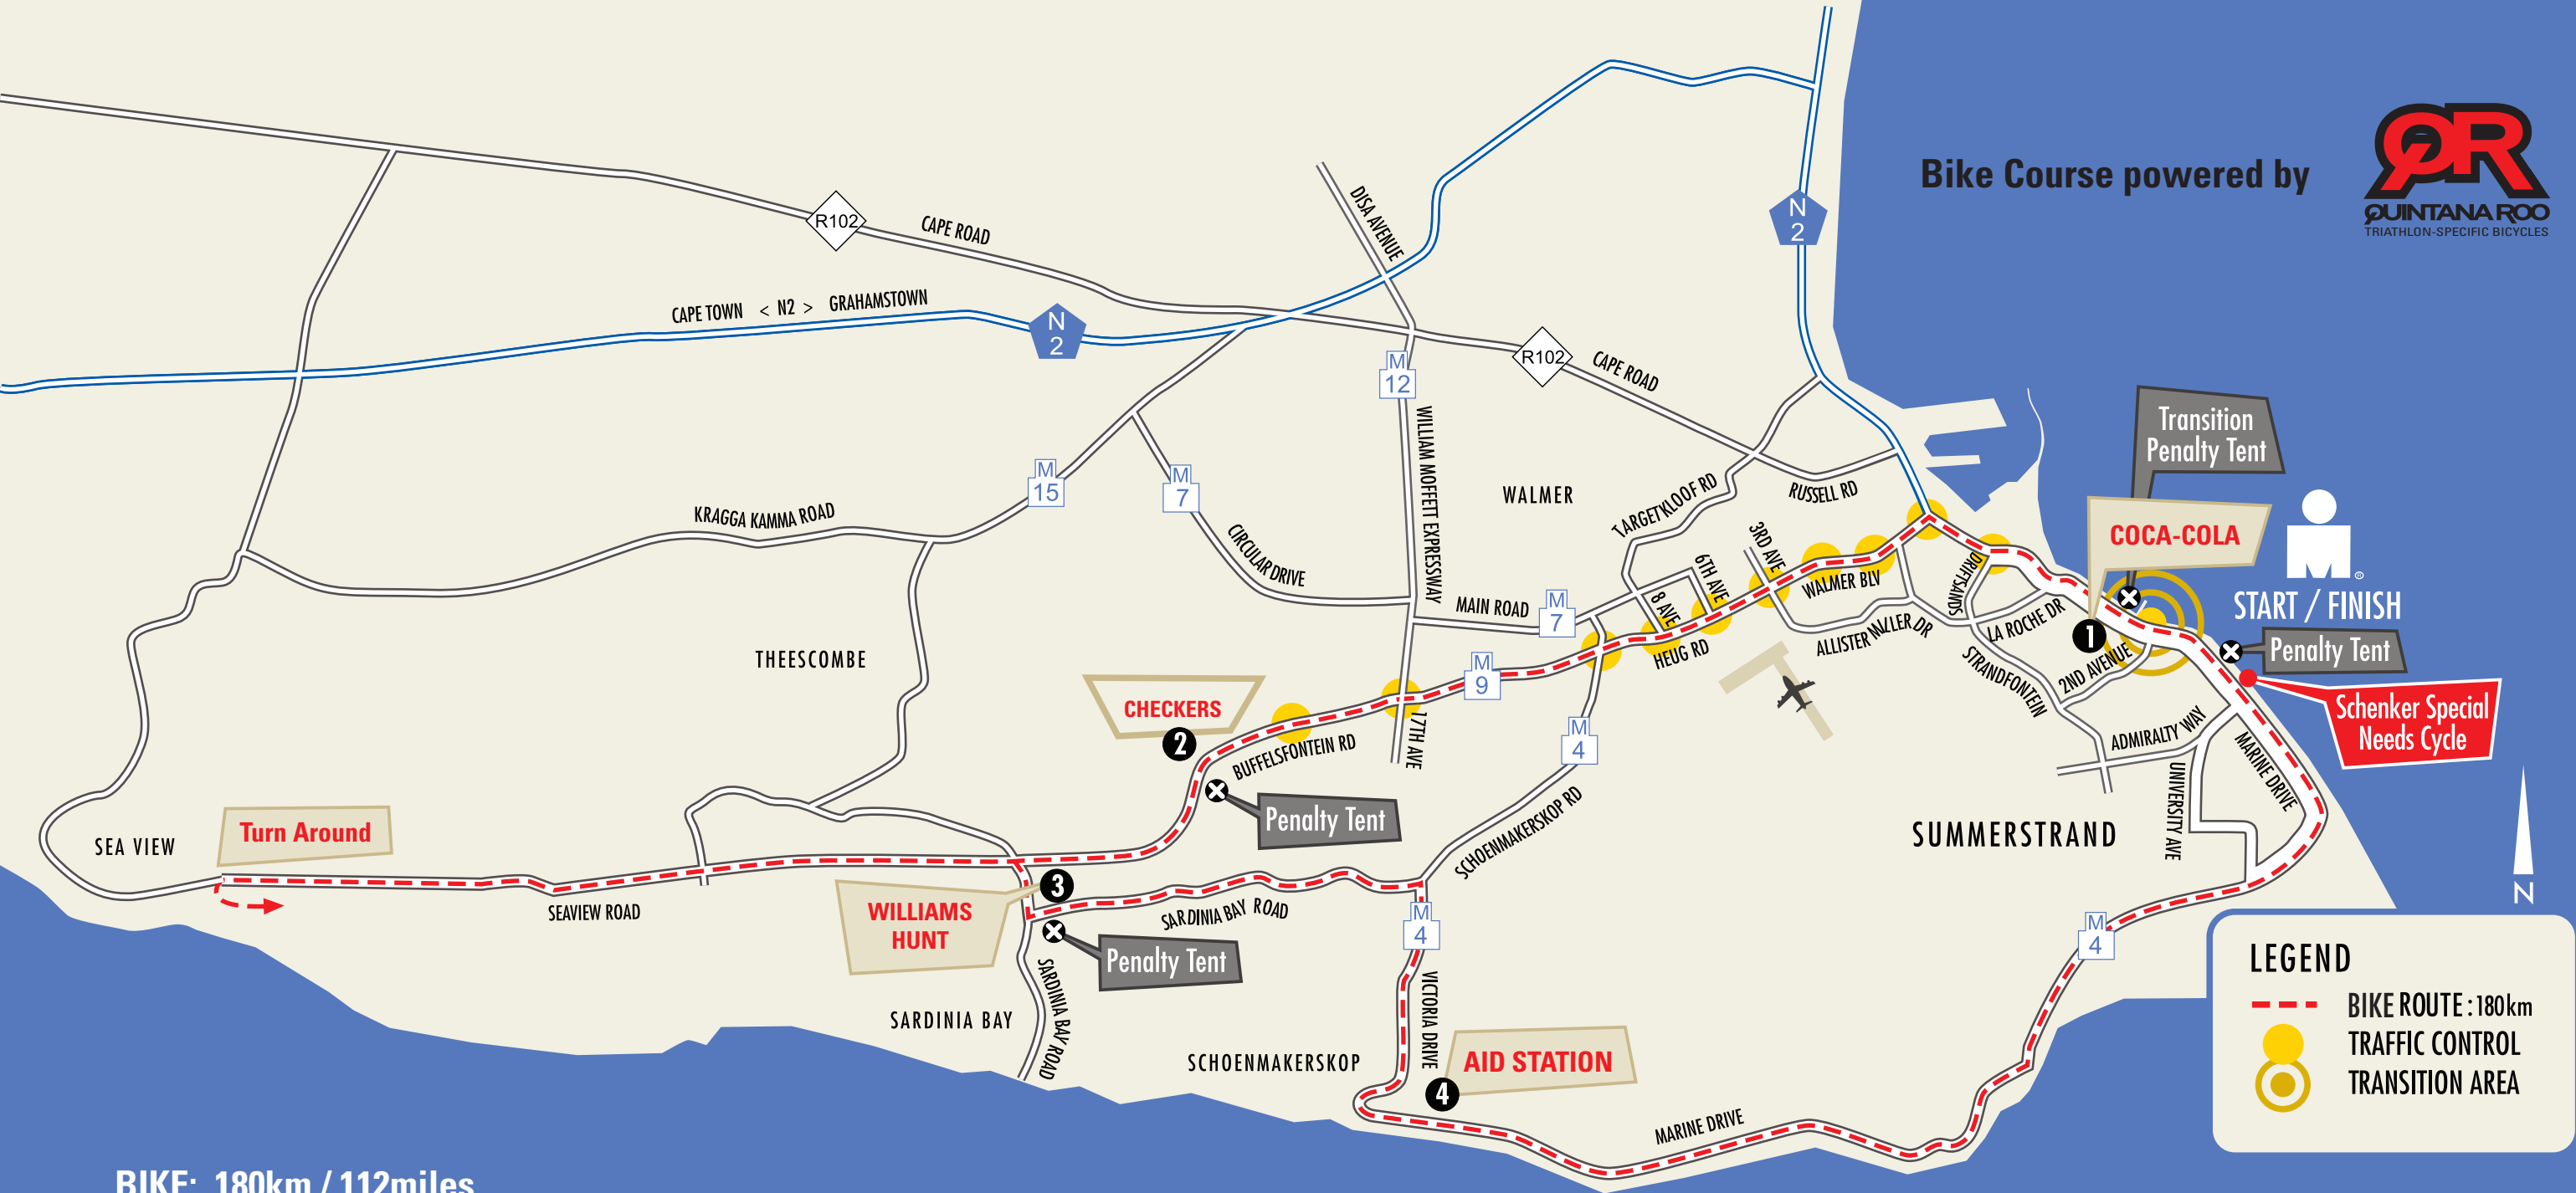 Bike Course powered by
QR
QUINTANA ROO
TRIATHLON-SPECIFIC BICYCLES
N
2
DISA AVENUE
R102
CAPE ROAD
CAPE TOWN < N2 > GRAHAMSTOWN
N
2
M
12
R102
CAPE ROAD
Transition
Penalty Tent
WILLIAM MOFFETT EXPRESSWAY
M
15
M
7
WALMER
TARGETKLOOF RD
RUSSELL RD
KRAGGA KAMMA ROAD
CIRCULAR DRIVE
3RD AVE
6TH AVE
8 AVE
WALMER BLV
DRIFTSANDS
COCA-COLA
M
®
START / FINISH
MAIN ROAD
M
7
HEUG RD
ALLISTER MILLER DR
LA ROCHE DR
1
Penalty Tent
2ND AVENUE
STRANDFONTEIN
THEESCOMBE
M
9
CHECKERS
2
BUFFELSFONTEIN RD
17TH AVE
M
4
Schenker Special
Needs Cycle
ADMIRALTY WAY
MARINE DRIVE
UNIVERSITY AVE
Penalty Tent
SCHOENMAKERSKOP RD
SUMMERSTRAND
SEA VIEW
Turn Around
SEAVIEW ROAD
3
WILLIAMS
HUNT
SARDINIA BAY ROAD
M
4
M
4
N
Penalty Tent
SARDINIA BAY
SARDINIA BAY ROAD
SCHOENMAKERSKOP
VICTORIA DRIVE
AID STATION
4
MARINE DRIVE
LEGEND
BIKE ROUTE : 180km
TRAFFIC CONTROL
TRANSITION AREA
BIKE: 180km / 112miles